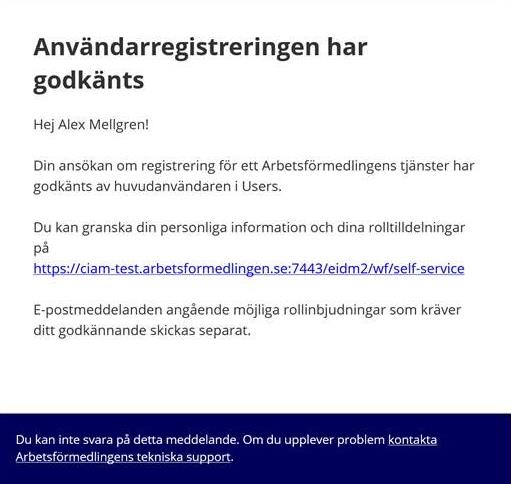 Användarregistreringen har
godkänts
Hej Alex Mellgren!
Din ansökan om registrering för ett Arbetsförmedlingens tjänster har
godkänts av huvudanvändaren i Users.
Du kan granska din personliga information och dina rolltilldelningar
på
https://ciam-test.arbetsformedlingen.se:7443/eidm2/wf/self-service
E-postmeddelanden angående möjliga rollinbjudningar som kräver
ditt godkännande skickas separat.
Du kan inte svara på detta meddelande. Om du upplever problem kontakta
Arbetsförmedlingens tekniska support.